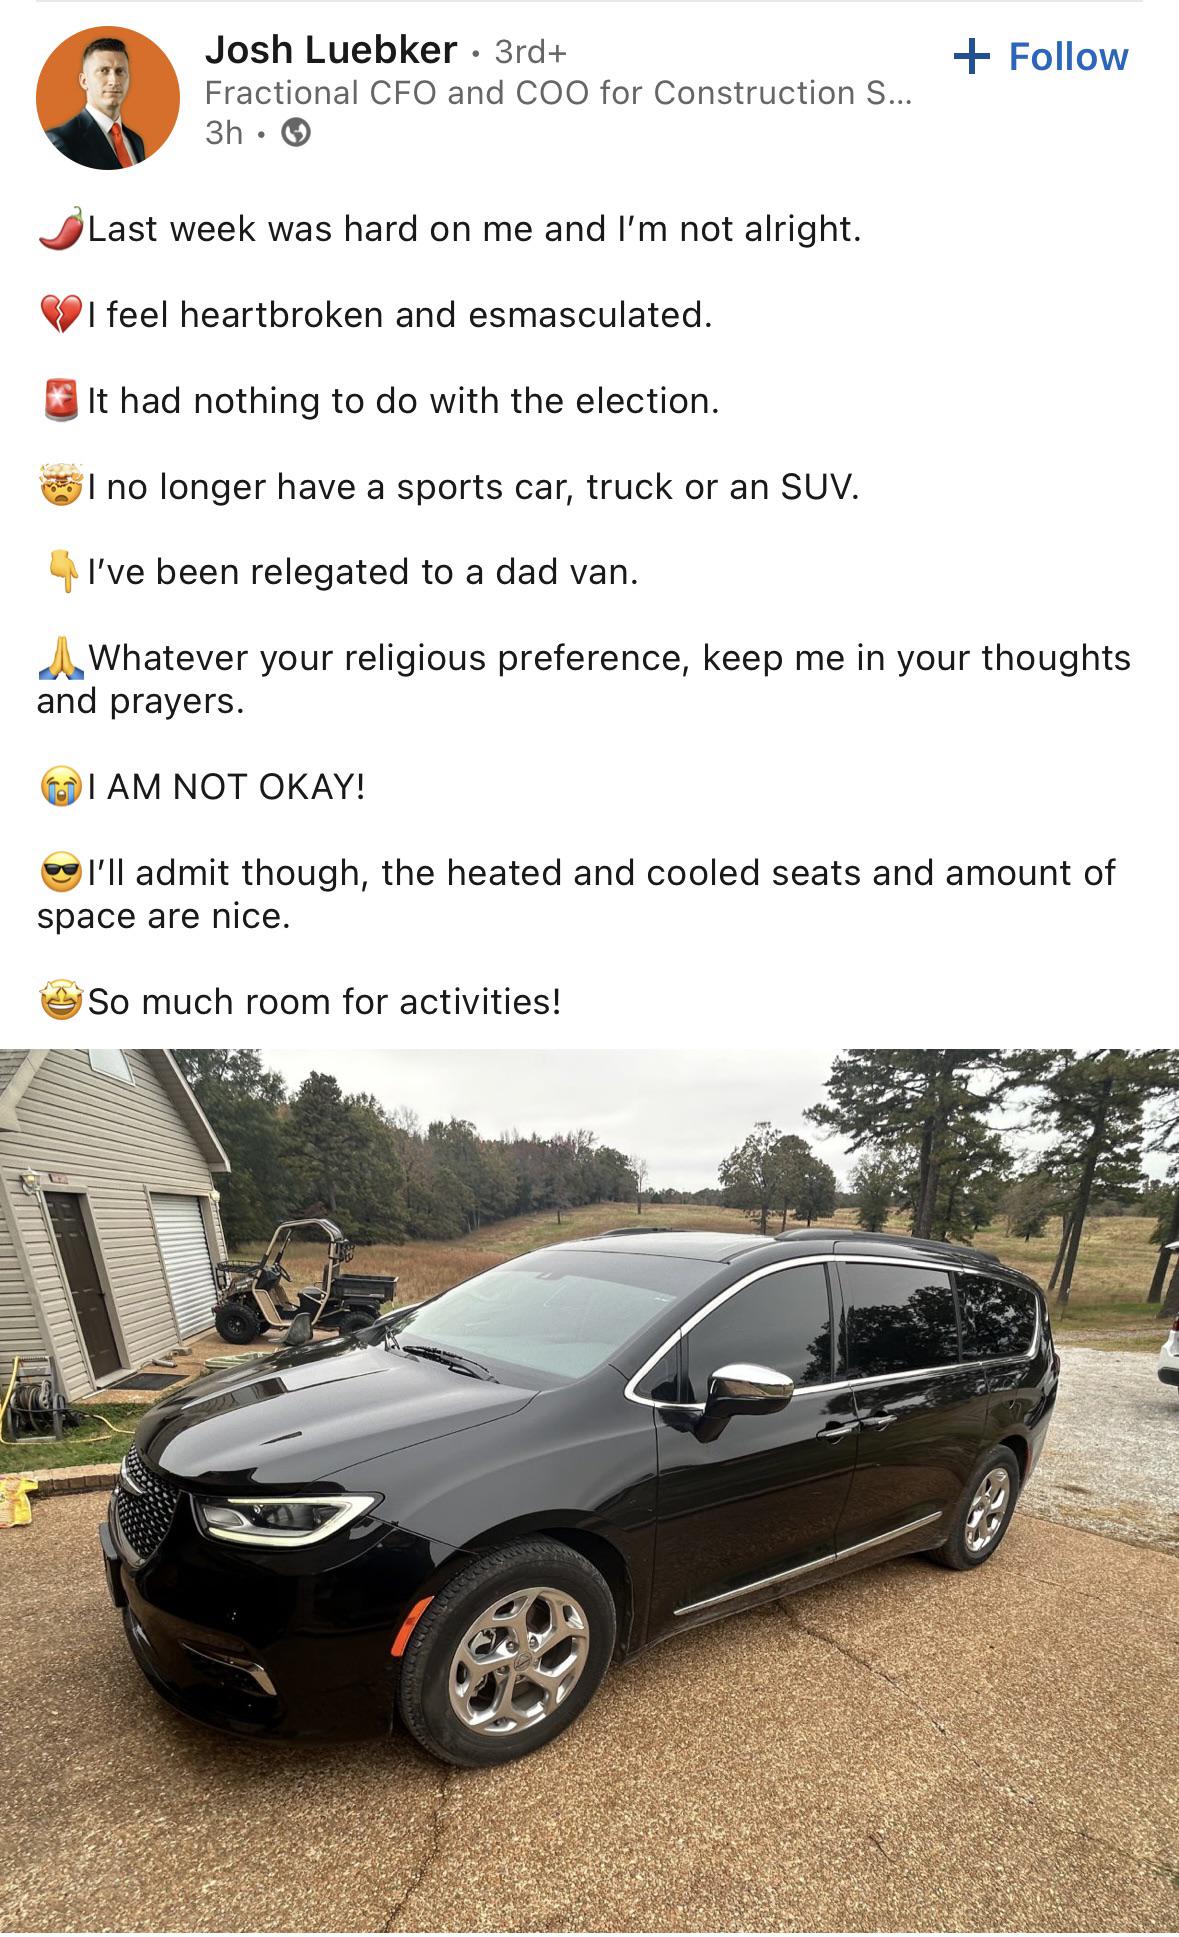 Josh Luebker • 3rd+
+ Follow
Fractional CFO and COO for Construction S...
3h •
🌶️Last week was hard on me and I’m not alright.
💔I feel heartbroken and esmasculated.
🚨It had nothing to do with the election.
🤯I no longer have a sports car, truck or an SUV.
👇I’ve been relegated to a dad van.
🙏Whatever your religious preference, keep me in your thoughts
and prayers.
😭I AM NOT OKAY!
😎I’ll admit though, the heated and cooled seats and amount of
space are nice.
🤩So much room for activities!